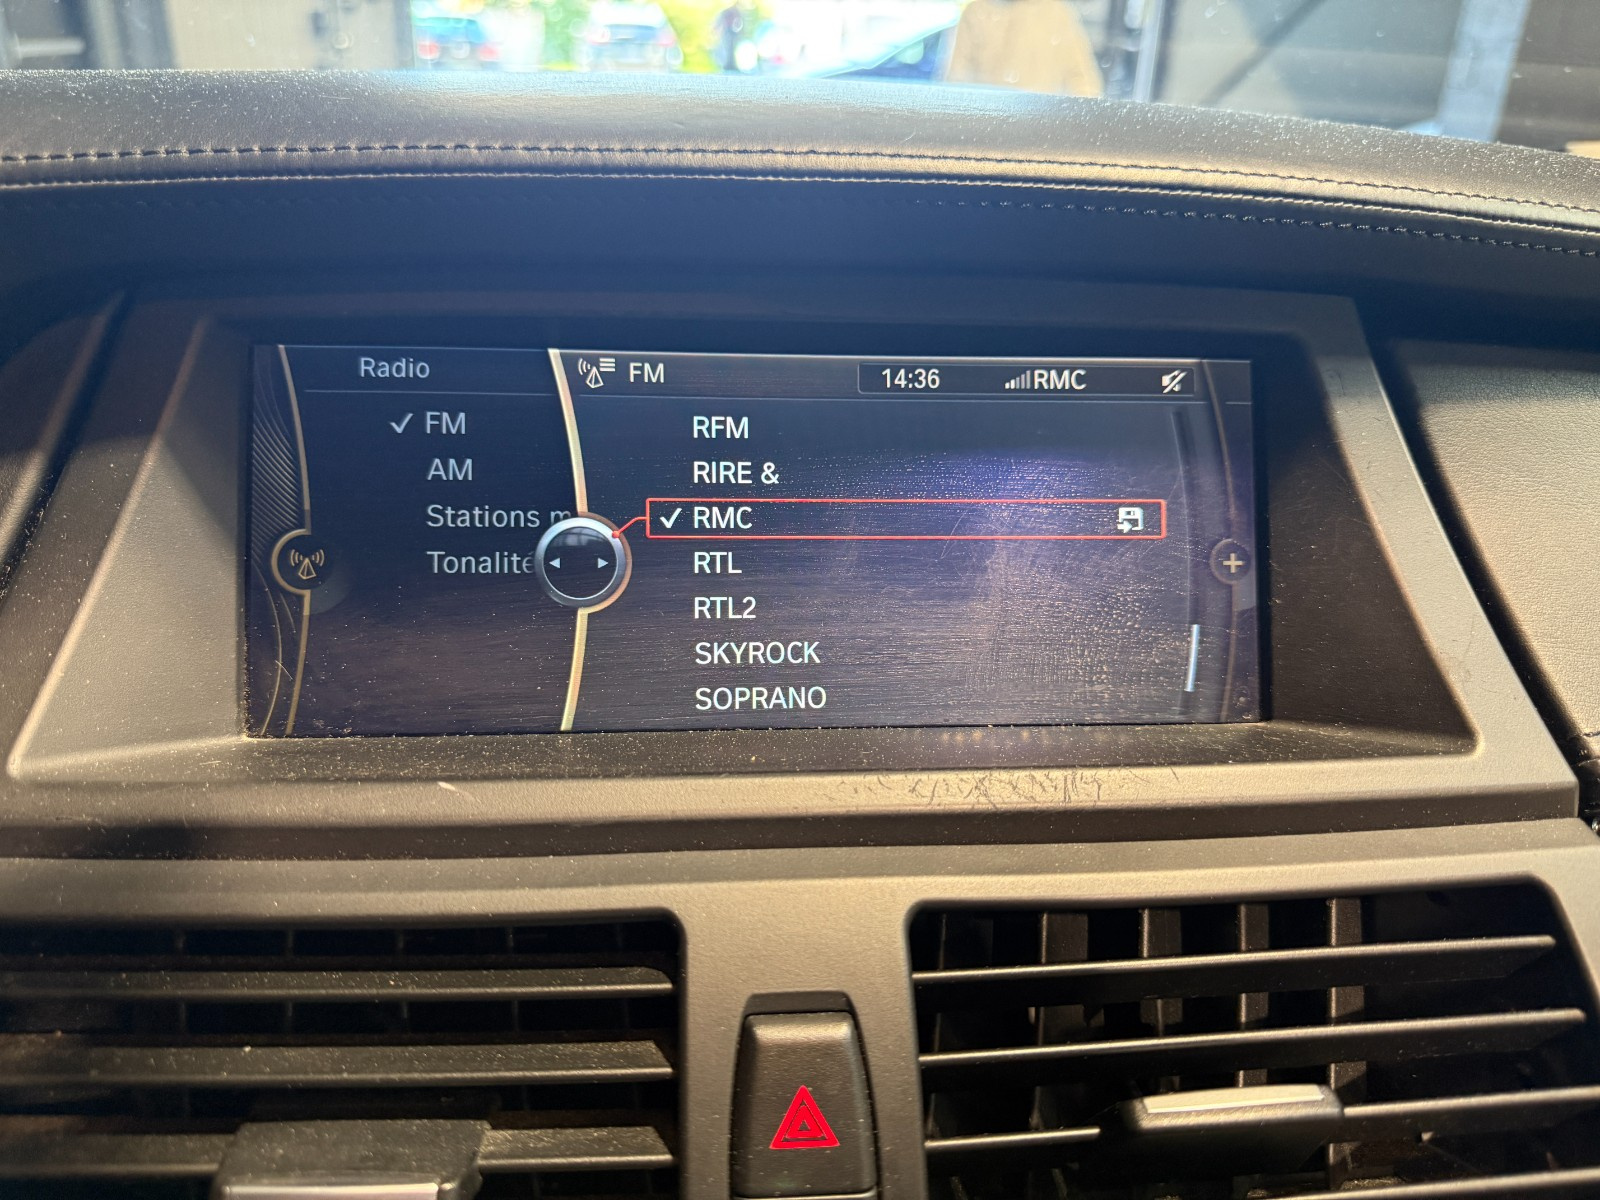 Radio
FM
AM
Stations m
Tonalité
FM
14:36
RMC
RFM
RIRE &
RMC
RTL
RTL2
SKYROCK
SOPRANO